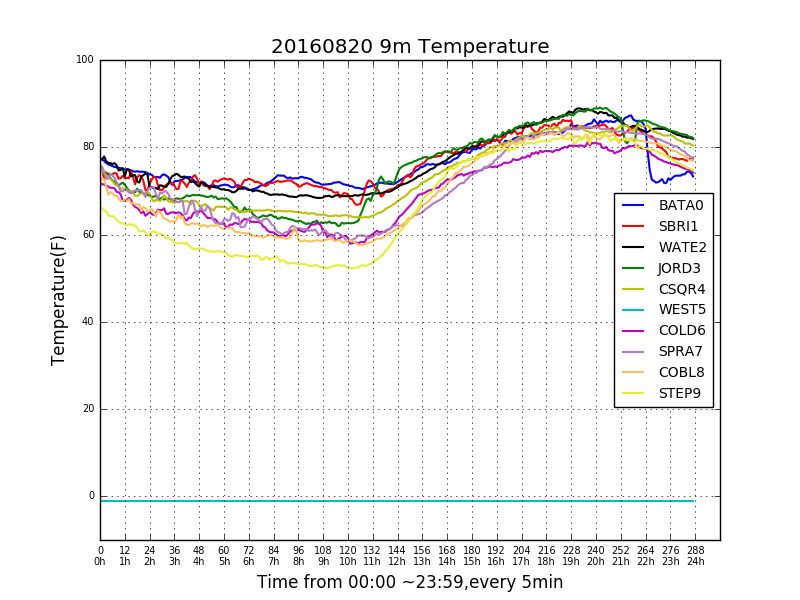 20160820 9m Temperature
Temperature(F)
100
80
60
40
20
0
BATA0
SBRI1
WATE2
JORD3
CSQR4
WEST5
COLD6
SPRA7
COBL8
STEP9
0 12 24 36 48 60 72 84 96 108 120 132 144 156 168 180 192 204 216 228 240 252 264 276 288
0h 1h 2h 3h 4h 5h 6h 7h 8h 9h 10h 11h 12h 13h 14h 15h 16h 17h 18h 19h 20h 21h 22h 23h 24h
Time from 00:00 ~23:59,every 5min